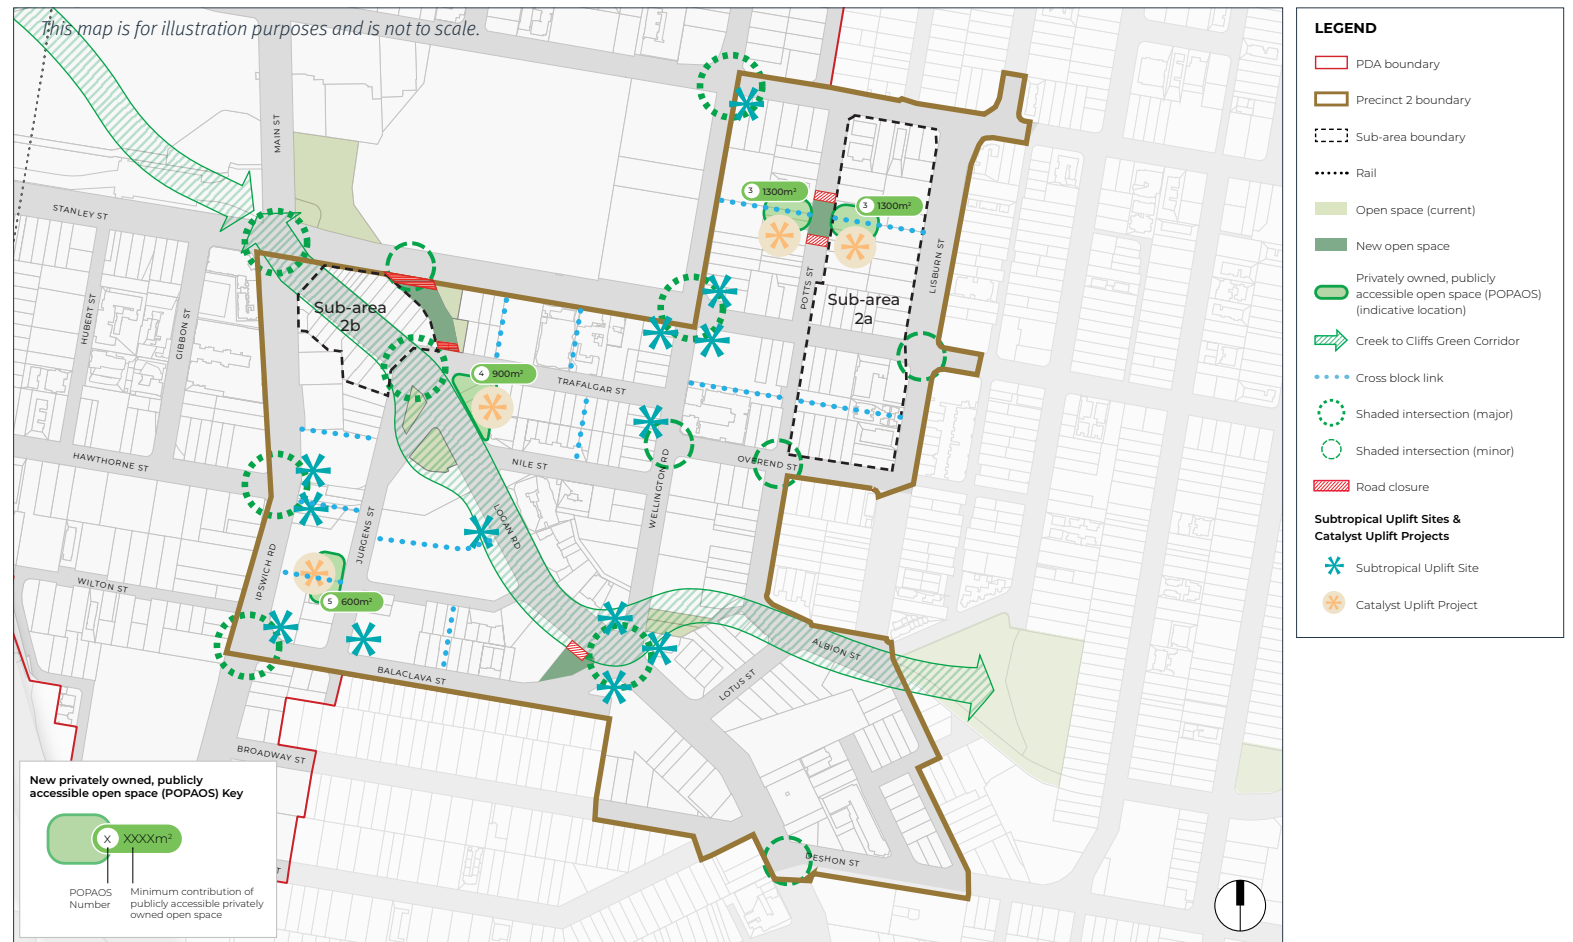 This map is for illustration purposes and is not to scale.
MAIN ST
STANLEY ST
HUBERT ST
GIBBON ST
Sub-area
2b
3 1300m²
3 1300m²
POTTS ST
LISBURN ST
Sub-area
2a
4 900m²
TRAFALGAR ST
HAWTHORNE ST
NILE ST
OVEREND ST
WELLINGTON RD
LOGAN RD
JURGENS ST
IPSWICH RD
WILTON ST
5 600m²
BALACLAVA ST
ALBION ST
LOTUS ST
BROADWAY ST
DESHON ST
T
New privately owned, publicly
accessible open space (POPAOS) Key
X XXXXm²
POPAOS
Number
Minimum contribution of
publicly accessible privately
owned open space
LEGEND
PDA boundary
Precinct 2 boundary
Sub-area boundary
Rail
Open space (current)
New open space
Privately owned, publicly
accessible open space (POPAOS)
(indicative location)
Creek to Cliffs Green Corridor
Cross block link
Shaded intersection (major)
Shaded intersection (minor)
Road closure
Subtropical Uplift Sites &
Catalyst Uplift Projects
Subtropical Uplift Site
Catalyst Uplift Project